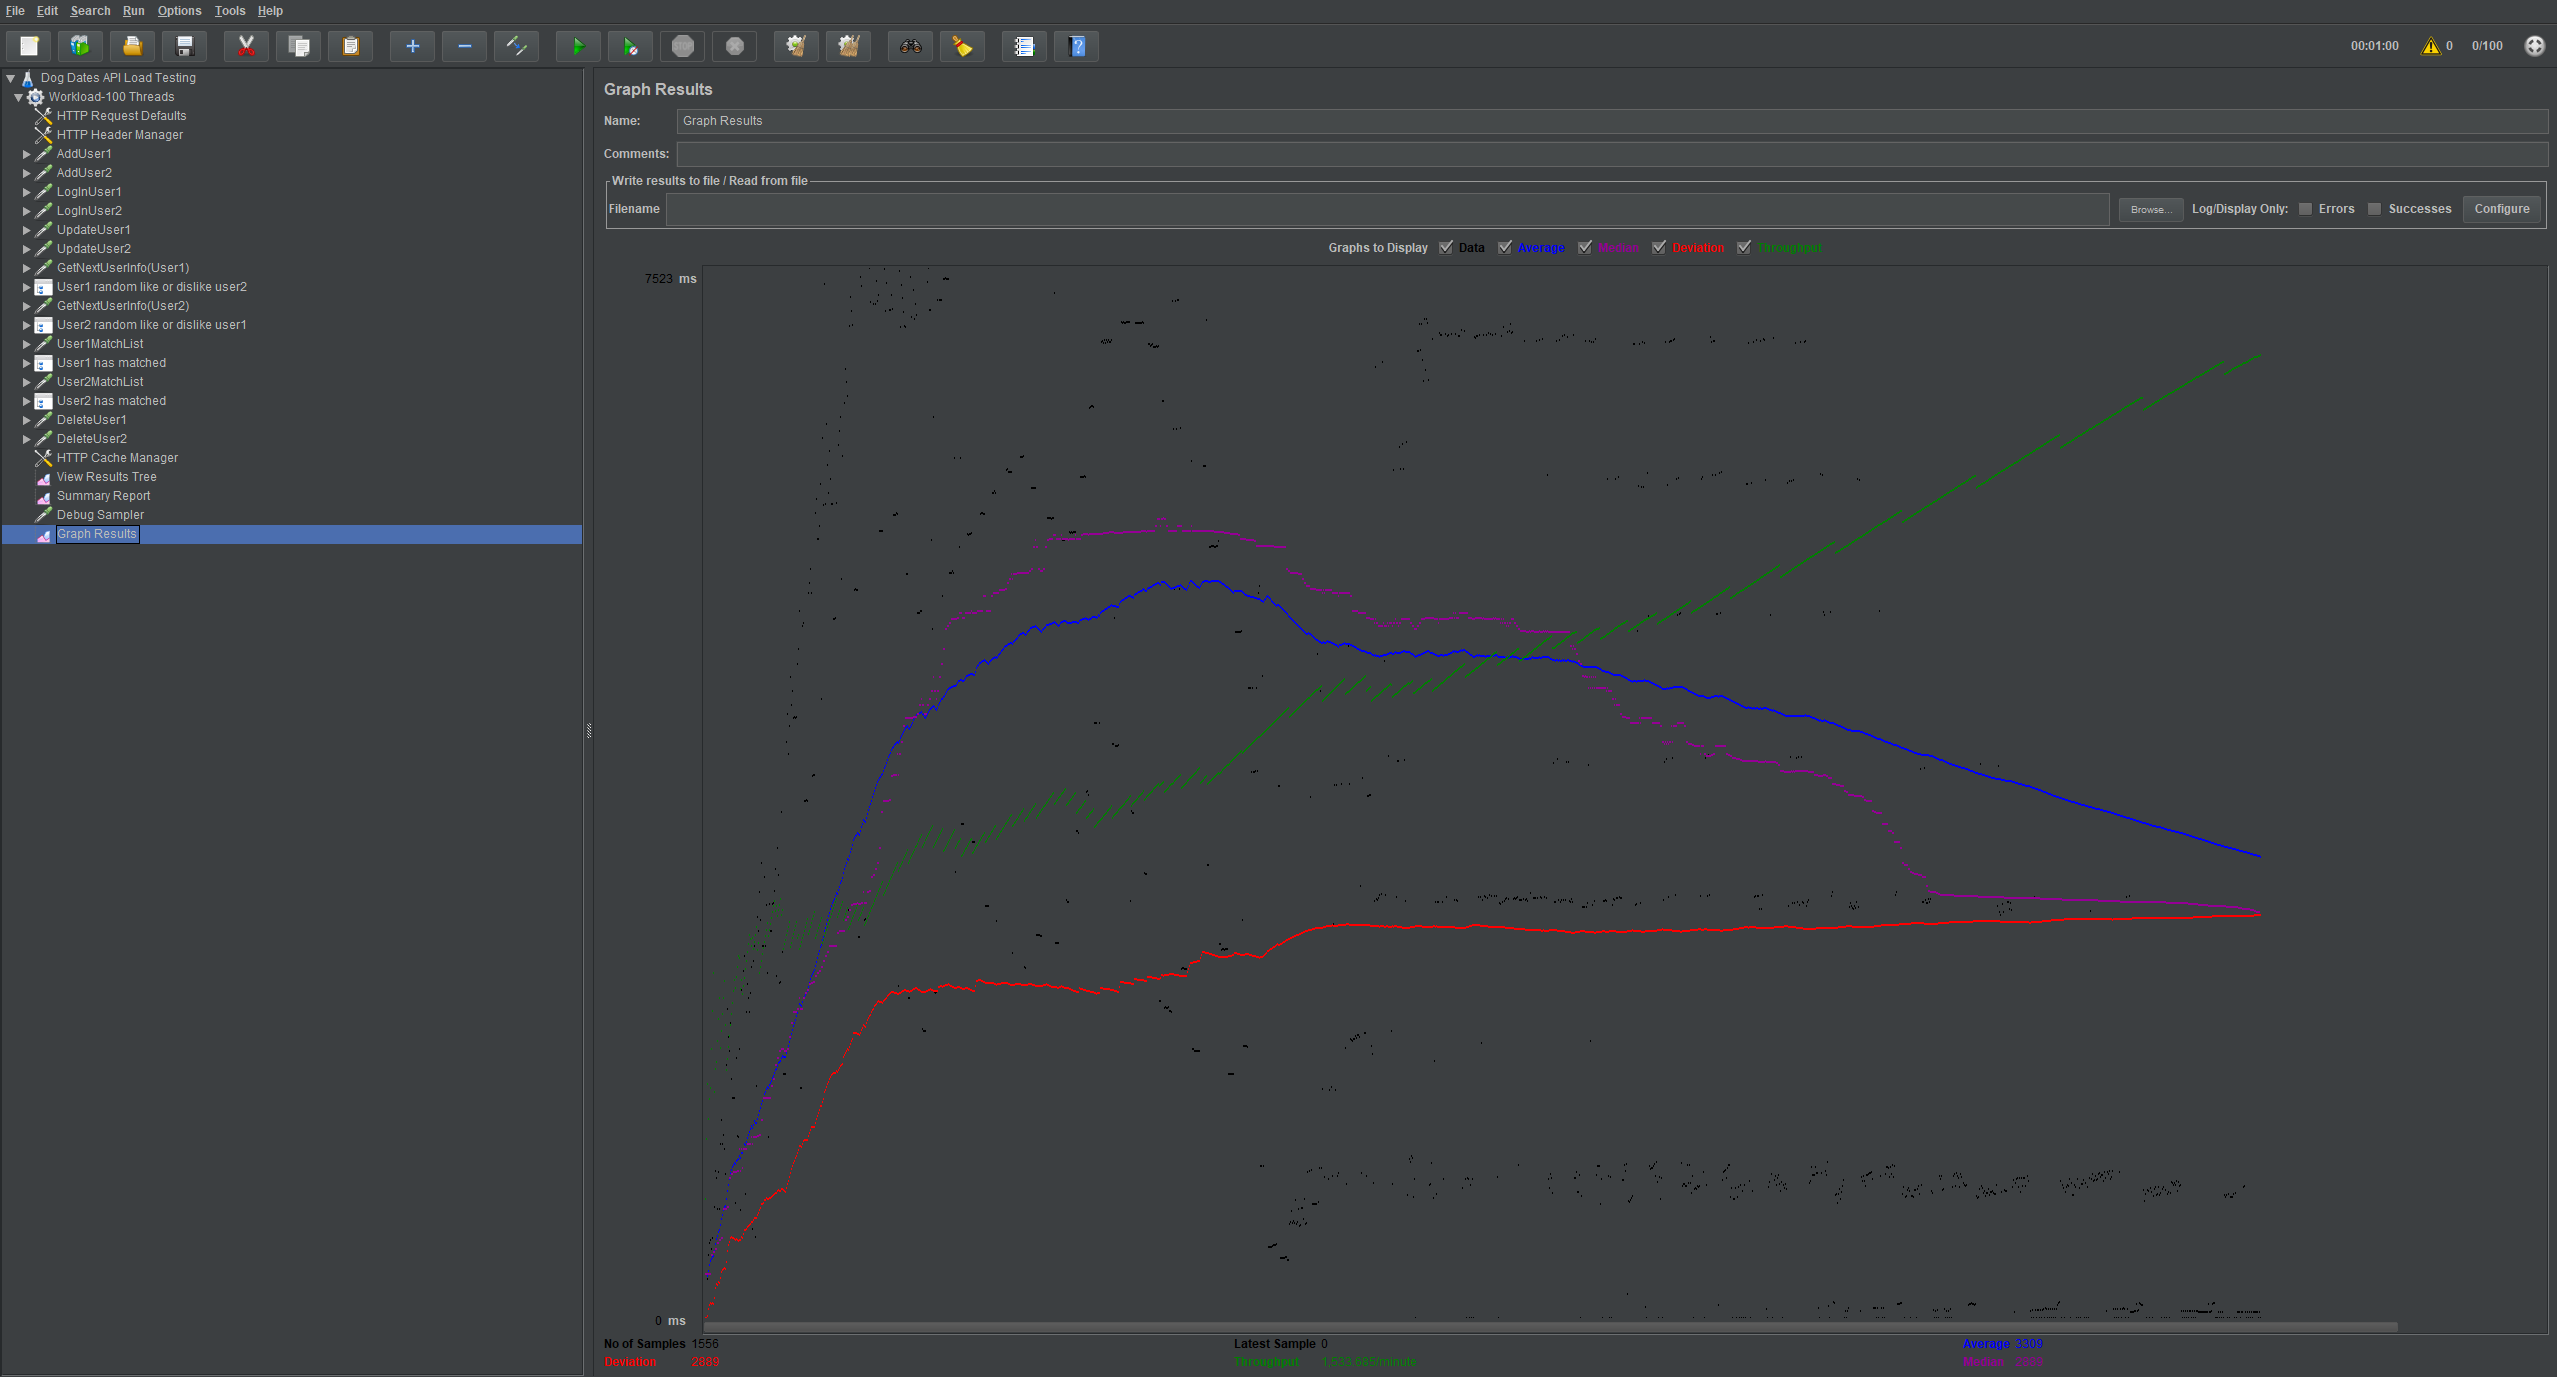 File Edit Search Run Options Tools Help
STOP
00:01:00 0 0/100
Dog Dates API Load Testing
Workload-100 Threads
HTTP Request Defaults
HTTP Header Manager
AddUser1
AddUser2
LogInUser1
LogInUser2
UpdateUser1
UpdateUser2
GetNextUserInfo(User1)
User1 random like or dislike user2
GetNextUserInfo(User2)
User2 random like or dislike user1
User1MatchList
User1 has matched
User2MatchList
User2 has matched
DeleteUser1
DeleteUser2
HTTP Cache Manager
View Results Tree
Summary Report
Debug Sampler
Graph Results
Graph Results
Name: Graph Results
Comments:
Write results to file / Read from file
Filename Browse... Log/Display Only: Errors Successes Configure
Graphs to Display Data Average Median Deviation Throughput
7523 ms
0 ms
No of Samples 1556 Latest Sample 0 Average 3309
Deviation 2889 Throughput 1,533.685/minute Median